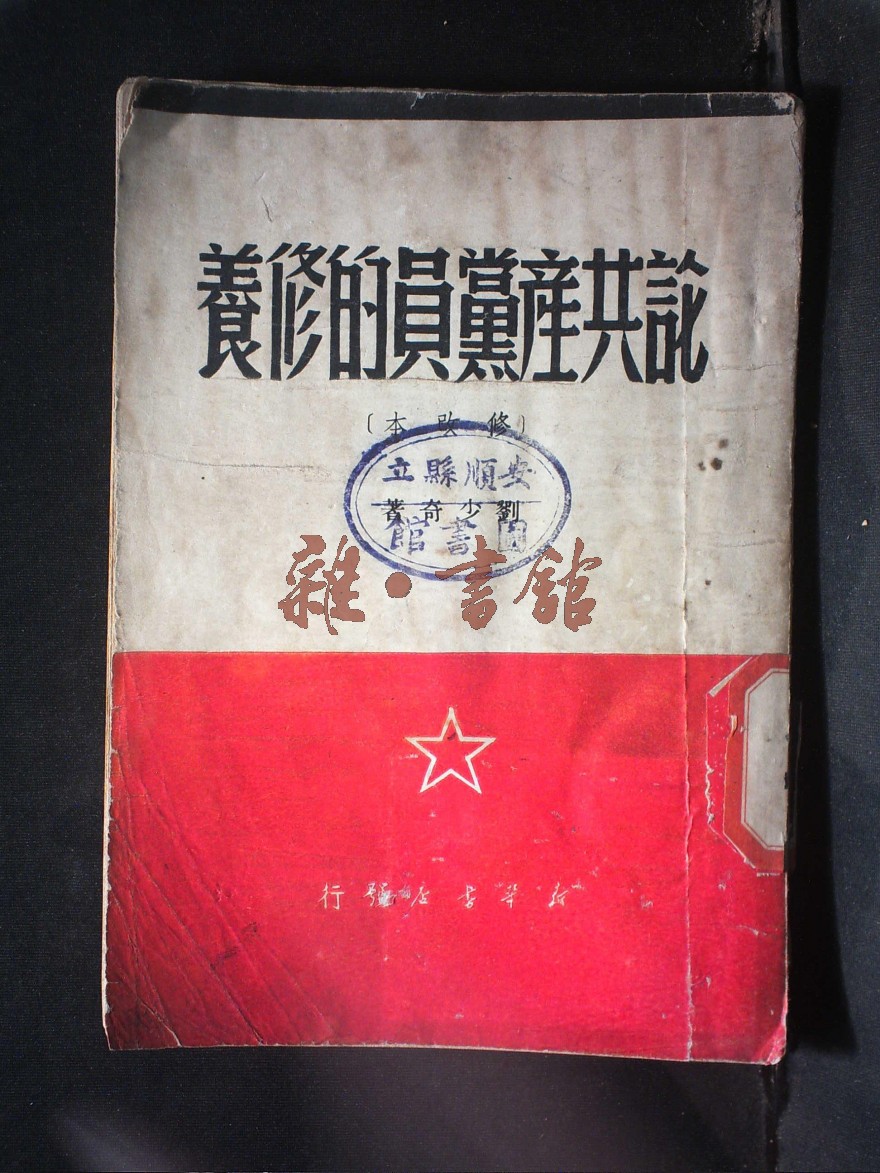 論共產黨員的修養
（修改本）
安順縣立
劉少奇著
圖書館
雜·書館
新華書店發行